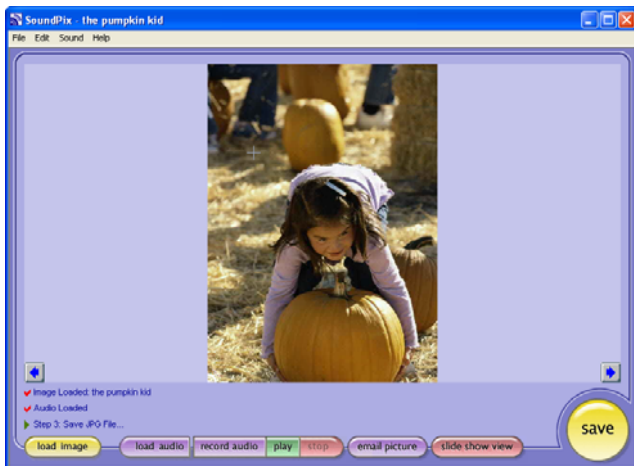 SoundPix - the pumpkin kid
File Edit Sound Help
Image Loaded: the pumpkin kid
Audio Loaded
Step 3: Save JPG File...
save
load image load audio record audio play stop email picture slide show view